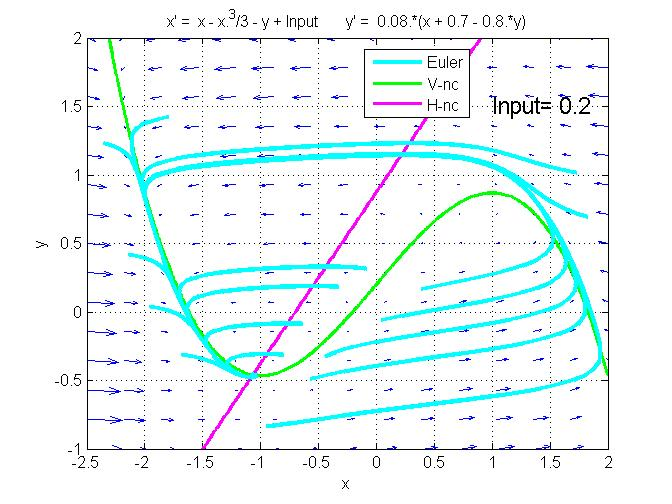 x' = x - x.^3/3 - y + Input y' = 0.08.*(x + 0.7 - 0.8.*y)
Euler
V-nc
H-nc
Input= 0.2
2
1.5
1
0.5
0
-0.5
-1
y
-2.5 -2 -1.5 -1 -0.5 0 0.5 1 1.5 2
x